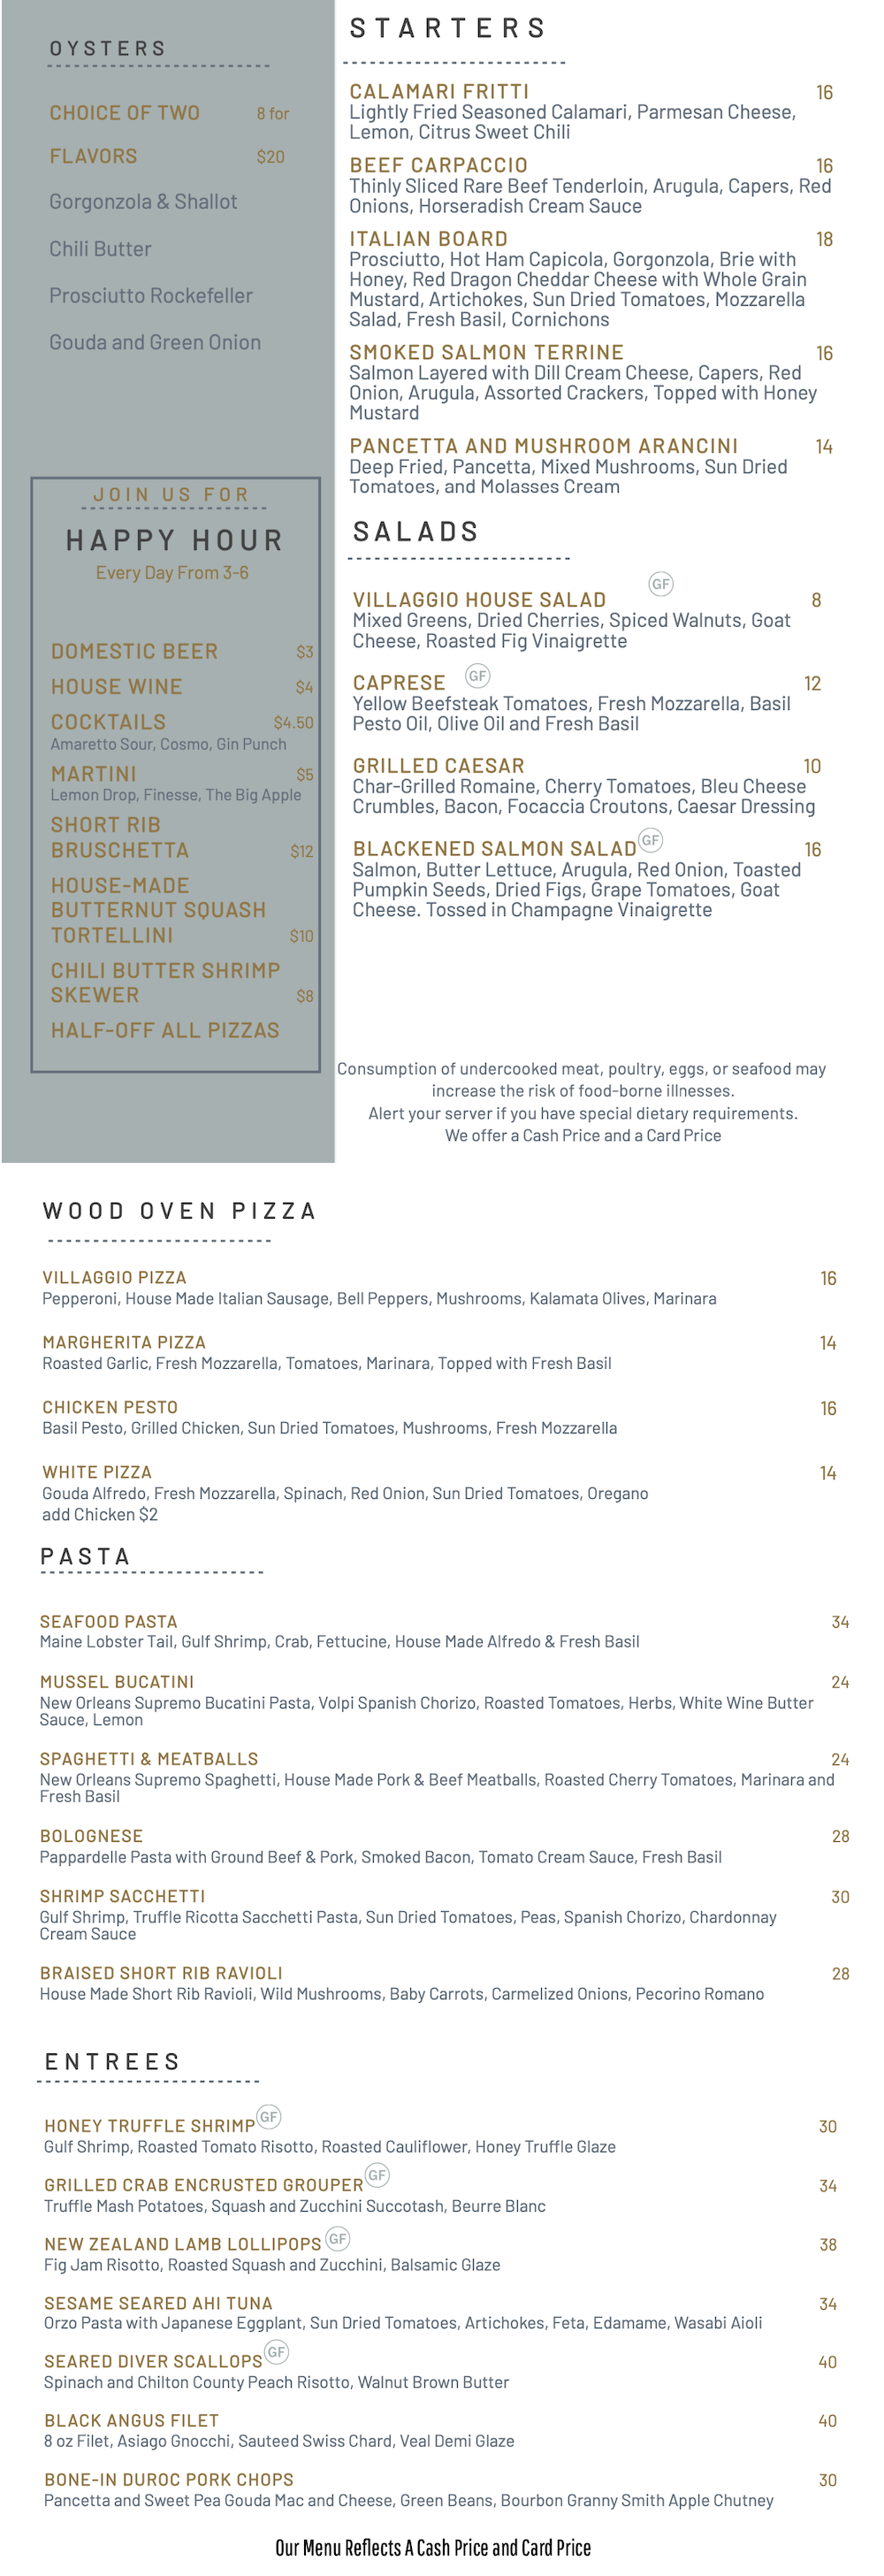 OYSTERS
CHOICE OF TWO 8 for
FLAVORS $20
Gorgonzola & Shallot
Chili Butter
Prosciutto Rockefeller
Gouda and Green Onion
JOIN US FOR
HAPPY HOUR
Every Day From 3-6
DOMESTIC BEER $3
HOUSE WINE $4
COCKTAILS $4.50
Amaretto Sour, Cosmo, Gin Punch
MARTINI $5
Lemon Drop, Finesse, The Big Apple
SHORT RIB
BRUSCHETTA $12
HOUSE-MADE
BUTTERNUT SQUASH
TORTELLINI $10
CHILI BUTTER SHRIMP
SKEWER $8
HALF-OFF ALL PIZZAS
STARTERS
CALAMARI FRITTI 16
Lightly Fried Seasoned Calamari, Parmesan Cheese,
Lemon, Citrus Sweet Chili
BEEF CARPACCIO 16
Thinly Sliced Rare Beef Tenderloin, Arugula, Capers, Red
Onions, Horseradish Cream Sauce
ITALIAN BOARD 18
Prosciutto, Hot Ham Capicola, Gorgonzola, Brie with
Honey, Red Dragon Cheddar Cheese with Whole Grain
Mustard, Artichokes, Sun Dried Tomatoes, Mozzarella
Salad, Fresh Basil, Cornichons
SMOKED SALMON TERRINE 16
Salmon Layered with Dill Cream Cheese, Capers, Red
Onion, Arugula, Assorted Crackers, Topped with Honey
Mustard
PANCETTA AND MUSHROOM ARANCINI 14
Deep Fried, Pancetta, Mixed Mushrooms, Sun Dried
Tomatoes, and Molasses Cream
SALADS
VILLAGGIO HOUSE SALAD GF 8
Mixed Greens, Dried Cherries, Spiced Walnuts, Goat
Cheese, Roasted Fig Vinaigrette
CAPRESE GF 12
Yellow Beefsteak Tomatoes, Fresh Mozzarella, Basil
Pesto Oil, Olive Oil and Fresh Basil
GRILLED CAESAR 10
Char-Grilled Romaine, Cherry Tomatoes, Bleu Cheese
Crumbles, Bacon, Focaccia Croutons, Caesar Dressing
BLACKENED SALMON SALAD GF 16
Salmon, Butter Lettuce, Arugula, Red Onion, Toasted
Pumpkin Seeds, Dried Figs, Grape Tomatoes, Goat
Cheese. Tossed in Champagne Vinaigrette
Consumption of undercooked meat, poultry, eggs, or seafood may
increase the risk of food-borne illnesses.
Alert your server if you have special dietary requirements.
We offer a Cash Price and a Card Price
WOOD OVEN PIZZA
VILLAGGIO PIZZA 16
Pepperoni, House Made Italian Sausage, Bell Peppers, Mushrooms, Kalamata Olives, Marinara
MARGHERITA PIZZA 14
Roasted Garlic, Fresh Mozzarella, Tomatoes, Marinara, Topped with Fresh Basil
CHICKEN PESTO 16
Basil Pesto, Grilled Chicken, Sun Dried Tomatoes, Mushrooms, Fresh Mozzarella
WHITE PIZZA 14
Gouda Alfredo, Fresh Mozzarella, Spinach, Red Onion, Sun Dried Tomatoes, Oregano
add Chicken $2
PASTA
SEAFOOD PASTA 34
Maine Lobster Tail, Gulf Shrimp, Crab, Fettucine, House Made Alfredo & Fresh Basil
MUSSEL BUCATINI 24
New Orleans Supremo Bucatini Pasta, Volpi Spanish Chorizo, Roasted Tomatoes, Herbs, White Wine Butter
Sauce, Lemon
SPAGHETTI & MEATBALLS 24
New Orleans Supremo Spaghetti, House Made Pork & Beef Meatballs, Roasted Cherry Tomatoes, Marinara and
Fresh Basil
BOLOGNESE 28
Pappardelle Pasta with Ground Beef & Pork, Smoked Bacon, Tomato Cream Sauce, Fresh Basil
SHRIMP SACCHETTI 30
Gulf Shrimp, Truffle Ricotta Sacchetti Pasta, Sun Dried Tomatoes, Peas, Spanish Chorizo, Chardonnay
Cream Sauce
BRAISED SHORT RIB RAVIOLI 28
House Made Short Rib Ravioli, Wild Mushrooms, Baby Carrots, Carmelized Onions, Pecorino Romano
ENTREES
HONEY TRUFFLE SHRIMP GF 30
Gulf Shrimp, Roasted Tomato Risotto, Roasted Cauliflower, Honey Truffle Glaze
GRILLED CRAB ENCRUSTED GROUPER GF 34
Truffle Mash Potatoes, Squash and Zucchini Succotash, Beurre Blanc
NEW ZEALAND LAMB LOLLIPOPS GF 38
Fig Jam Risotto, Roasted Squash and Zucchini, Balsamic Glaze
SESAME SEARED AHI TUNA 34
Orzo Pasta with Japanese Eggplant, Sun Dried Tomatoes, Artichokes, Feta, Edamame, Wasabi Aioli
SEARED DIVER SCALLOPS GF 40
Spinach and Chilton County Peach Risotto, Walnut Brown Butter
BLACK ANGUS FILET 40
8 oz Filet, Asiago Gnocchi, Sauteed Swiss Chard, Veal Demi Glaze
BONE-IN DUROC PORK CHOPS 30
Pancetta and Sweet Pea Gouda Mac and Cheese, Green Beans, Bourbon Granny Smith Apple Chutney
Our Menu Reflects A Cash Price and Card Price